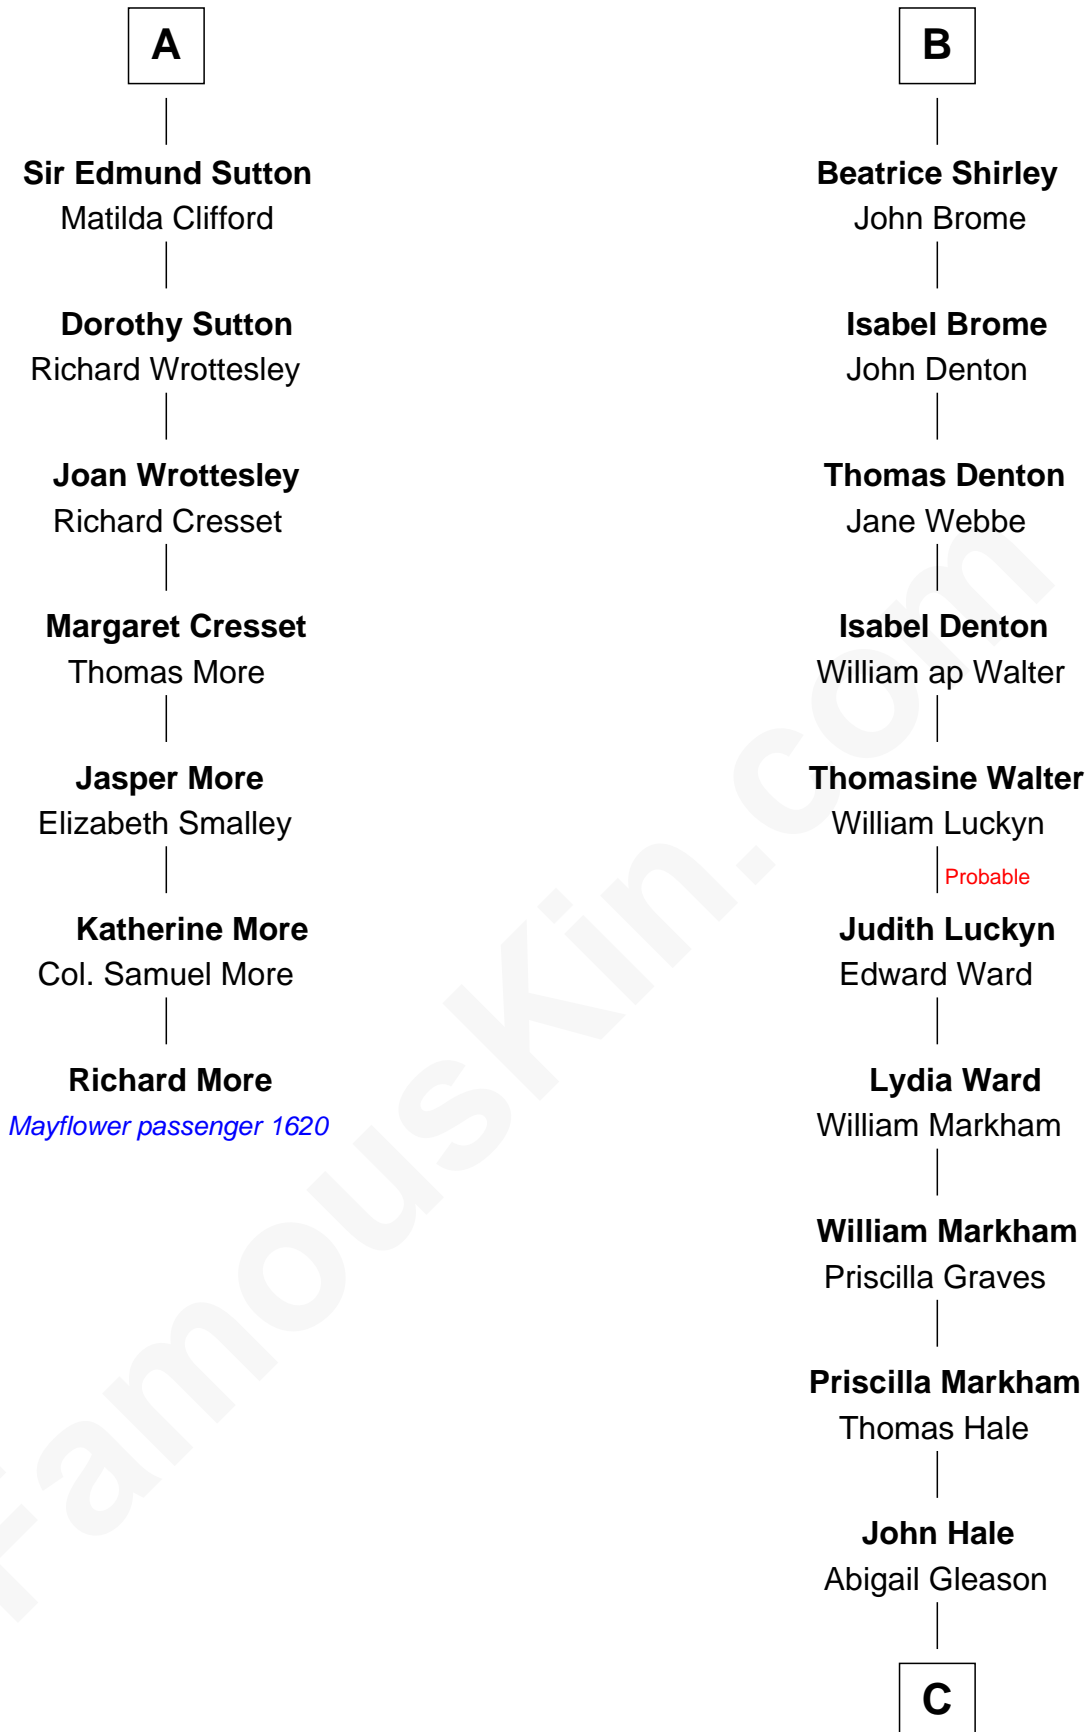 A
Sir Edmund Sutton
Matilda Clifford
Dorothy Sutton
Richard Wrottesley
Joan Wrottesley
Richard Cresset
Margaret Cresset
Thomas More
Jasper More
Elizabeth Smalley
Katherine More
Col. Samuel More
Richard More
Mayflower passenger 1620
B
Beatrice Shirley
John Brome
Isabel Brome
John Denton
Thomas Denton
Jane Webbe
Isabel Denton
William ap Walter
Thomasine Walter
William Luckyn
Probable
Judith Luckyn
Edward Ward
Lydia Ward
William Markham
William Markham
Priscilla Graves
Priscilla Markham
Thomas Hale
John Hale
Abigail Gleason
C
FamousKin.com